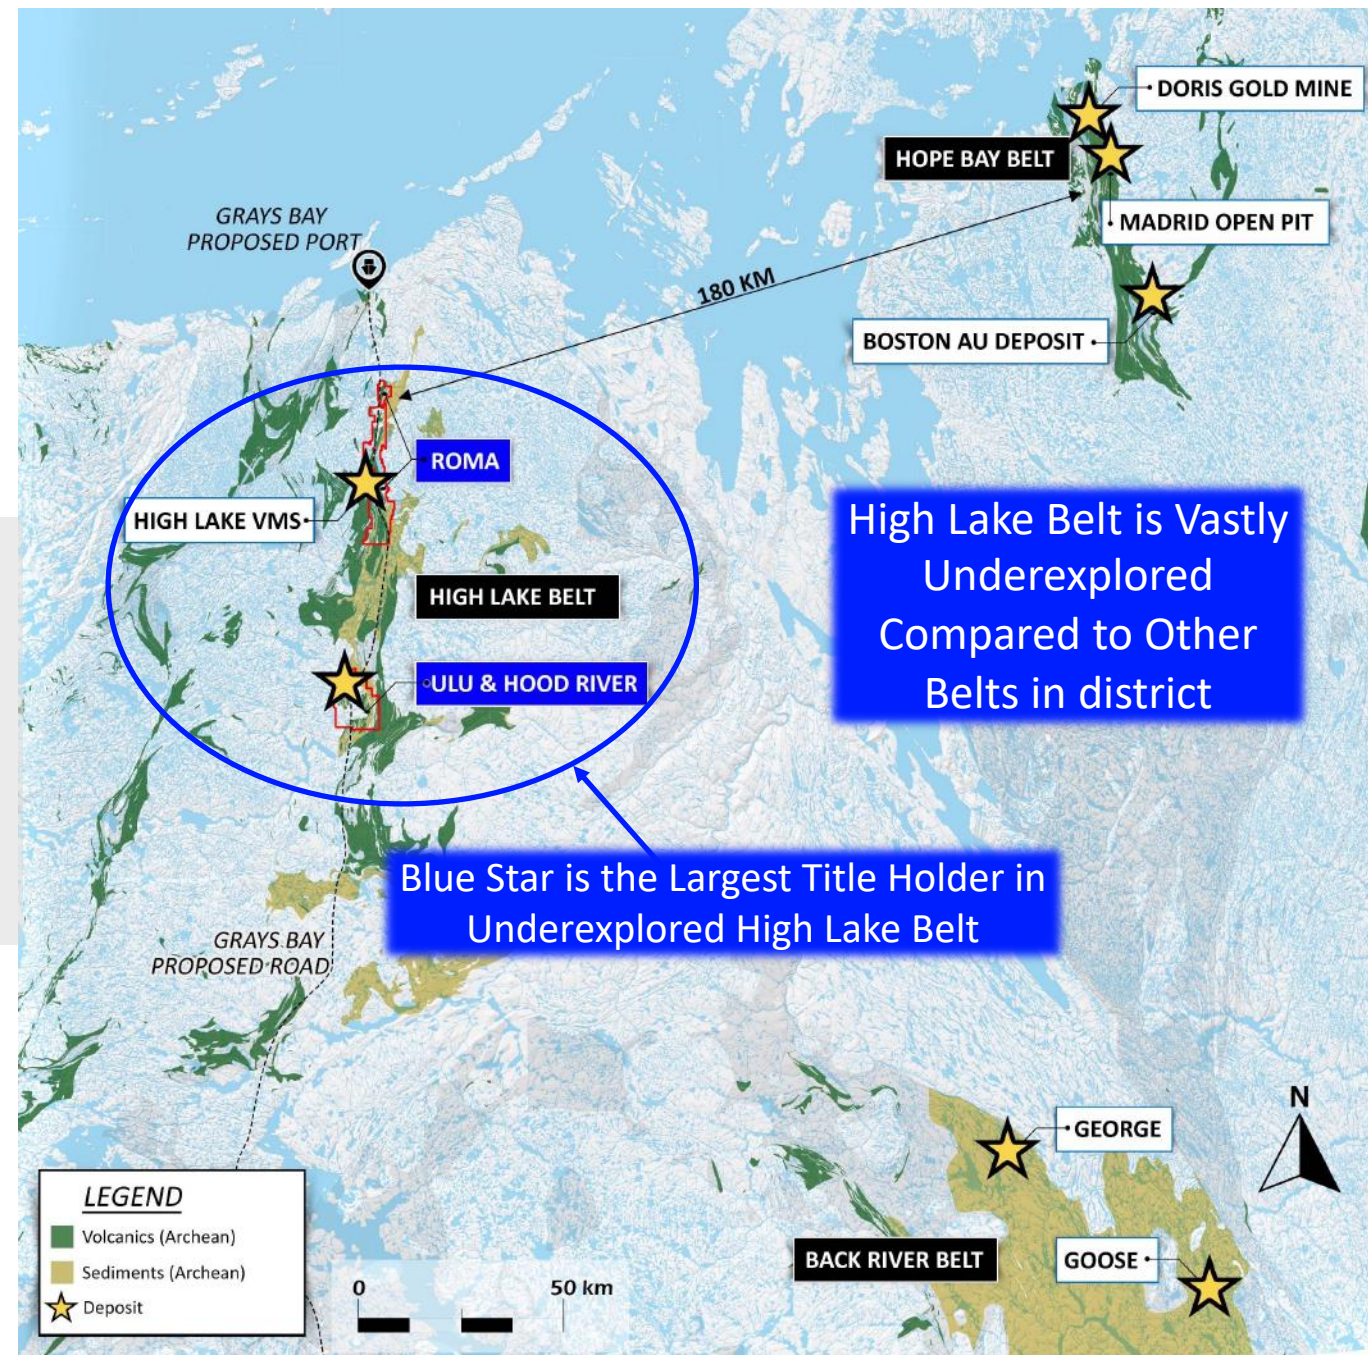 DORIS GOLD MINE
HOPE BAY BELT
GRAYS BAY
PROPOSED PORT
MADRID OPEN PIT
180 KM
BOSTON AU DEPOSIT
ROMA
HIGH LAKE VMS
High Lake Belt is Vastly
Underexplored
Compared to Other
Belts in district
HIGH LAKE BELT
ULU & HOOD RIVER
Blue Star is the Largest Title Holder in
Underexplored High Lake Belt
GRAYS BAY
PROPOSED ROAD
N
GEORGE
BACK RIVER BELT
GOOSE
LEGEND
Volcanics (Archean)
Sediments (Archean)
Deposit
0 50 km